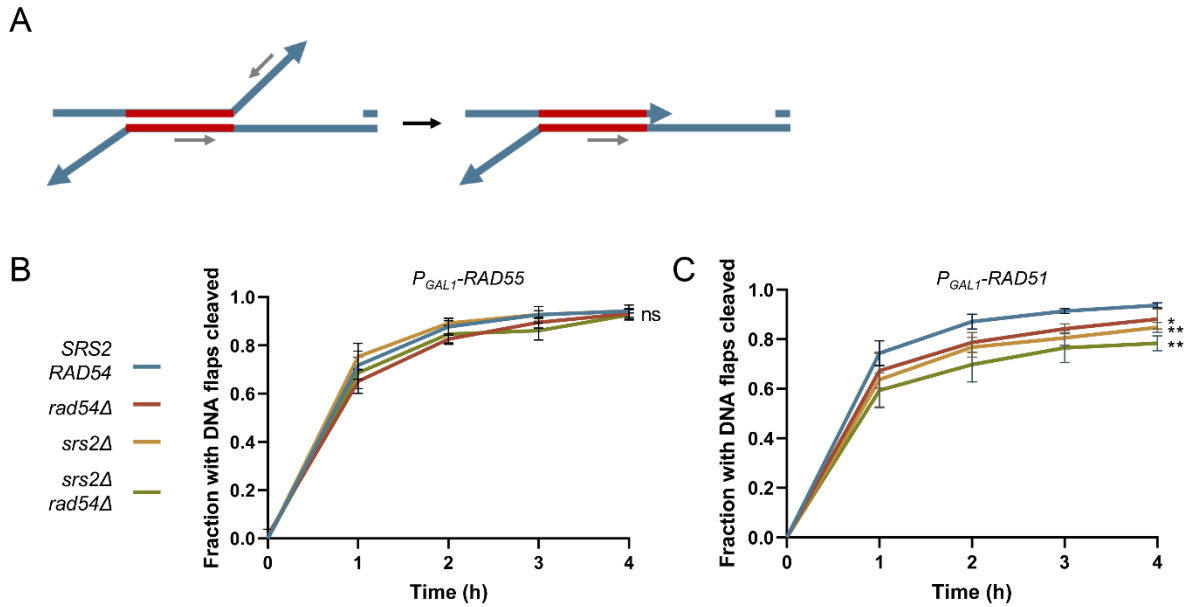 A
B
SRS2
RAD54
rad54Δ
srs2Δ
srs2Δ
rad54Δ
P_GAL1-RAD55
Fraction with DNA flaps cleaved
1.0
0.8
0.6
0.4
0.2
0.0
ns
0 1 2 3 4
Time (h)
C
P_GAL1-RAD51
Fraction with DNA flaps cleaved
1.0
0.8
0.6
0.4
0.2
0.0
*
**
**
0 1 2 3 4
Time (h)